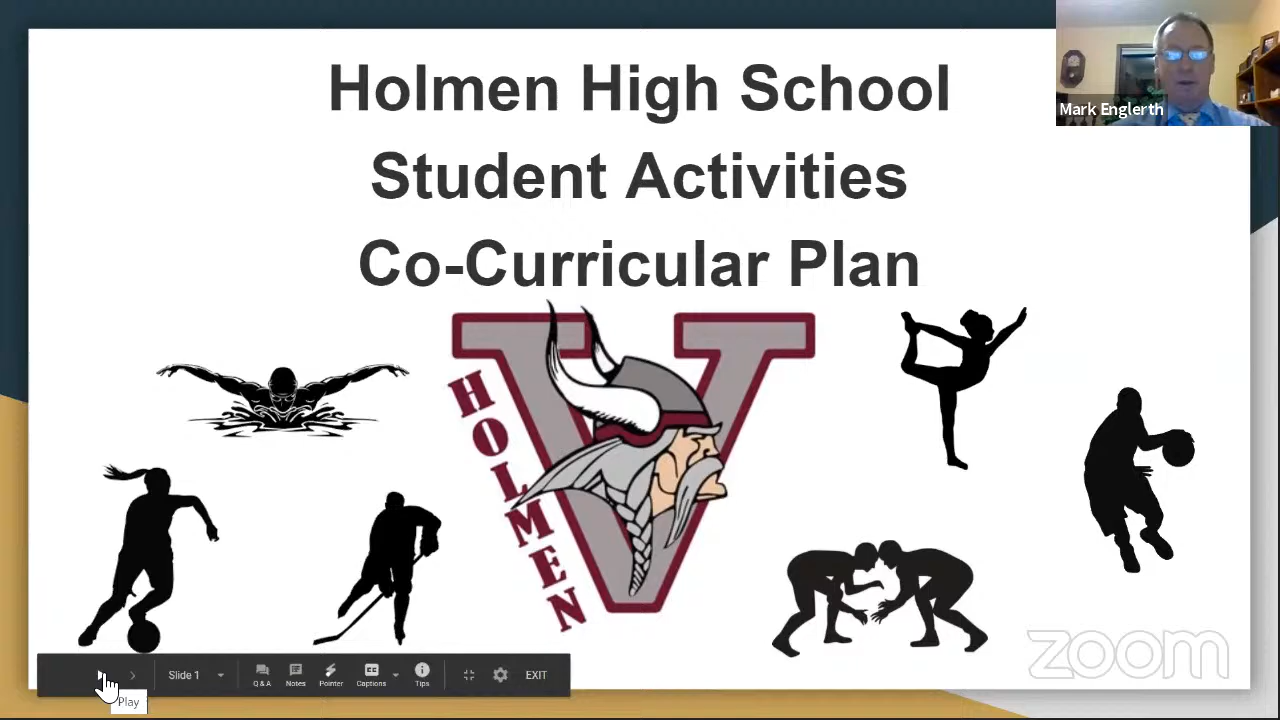 Holmen High School
Student Activities
Co-Curricular Plan
Mark Englerth
HOLMEN
zoom
Slide 1
Q & A
Notes
Pointer
Captions
Tips
EXIT
Play